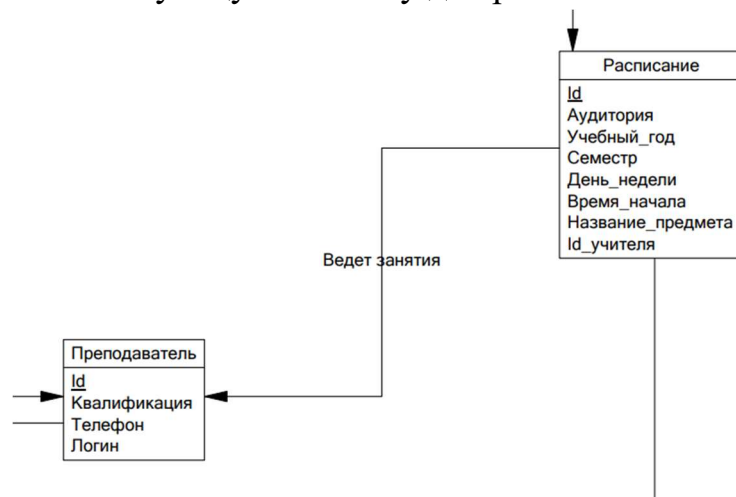 Расписание
Id
Аудитория
Учебный_год
Семестр
День_недели
Время_начала
Название_предмета
Id_учителя
Ведет занятия
Преподаватель
Id
Квалификация
Телефон
Логин